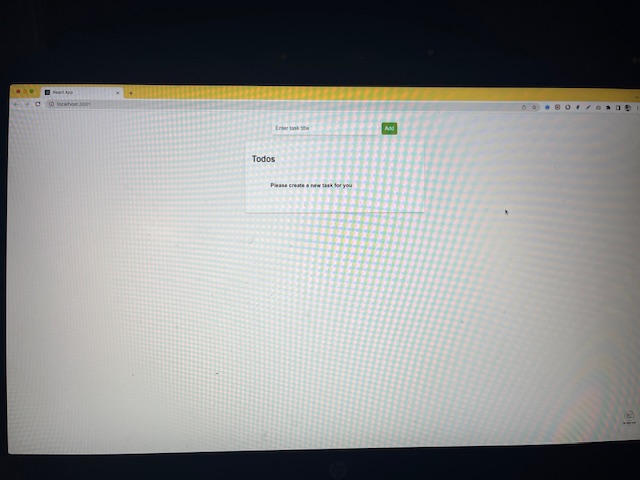 React App
localhost:3001
Enter task title
Add
Todos
Please create a new task for you